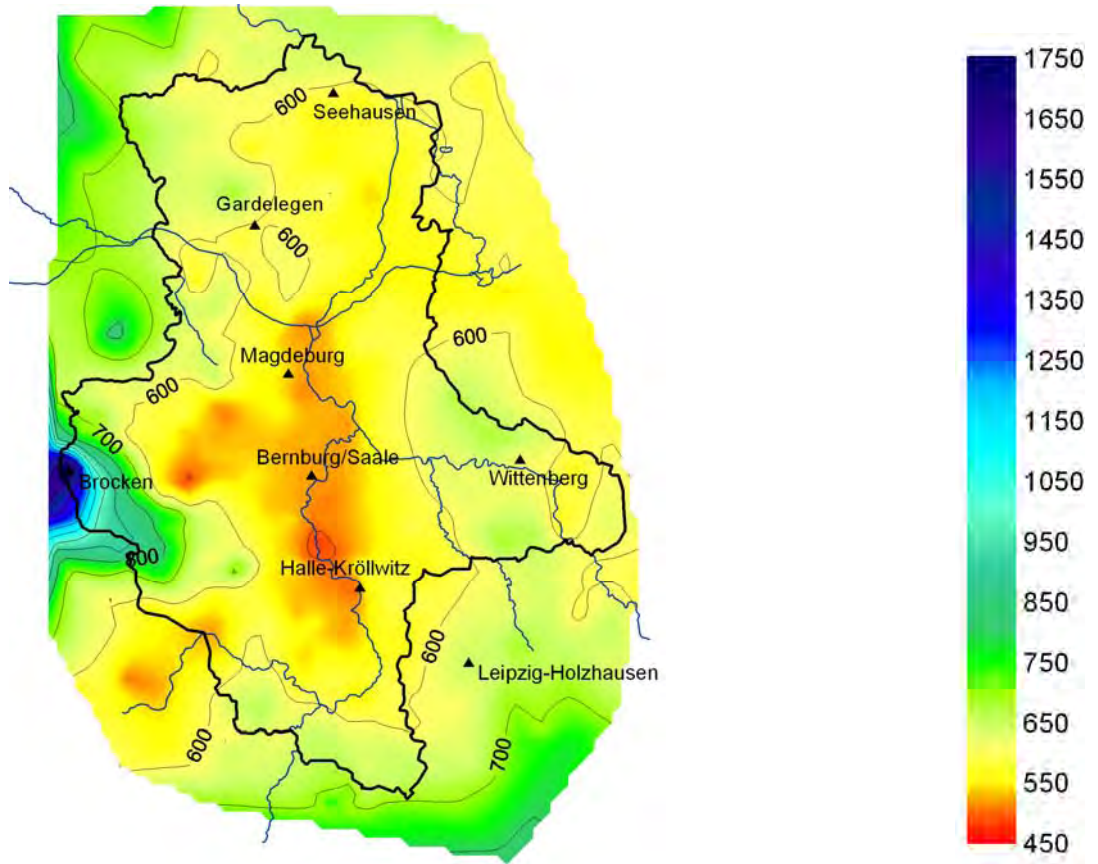 1750
600
Seehausen
1650
1550
Gardelegen
600
1450
1350
600
Magdeburg
1250
600
700
1150
Bernburg/Saale
Brocken
Wittenberg
1050
800
950
Halle-Kröllwitz
850
600
Leipzig-Holzhausen
750
600
700
650
550
450